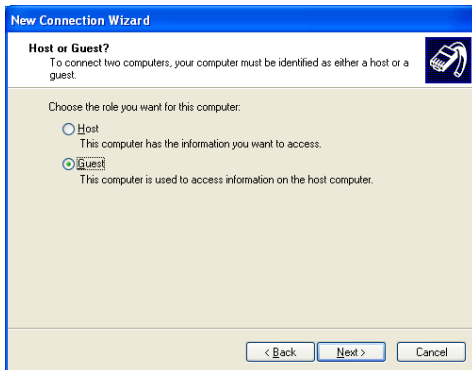 New Connection Wizard
Host or Guest?
To connect two computers, your computer must be identified as either a host or a
guest.
Choose the role you want for this computer:
Host
This computer has the information you want to access.
Guest
This computer is used to access information on the host computer.
< Back
Next >
Cancel